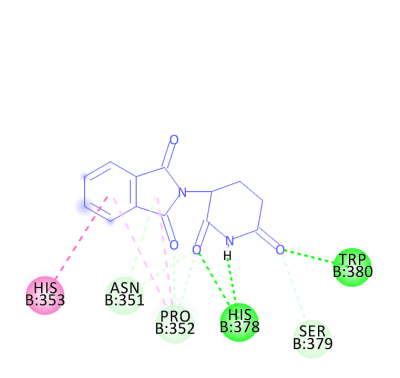 O
N
O
O
N
H
O
TRP
B:380
HIS
B:353
ASN
B:351
PRO
B:352
HIS
B:378
SER
B:379